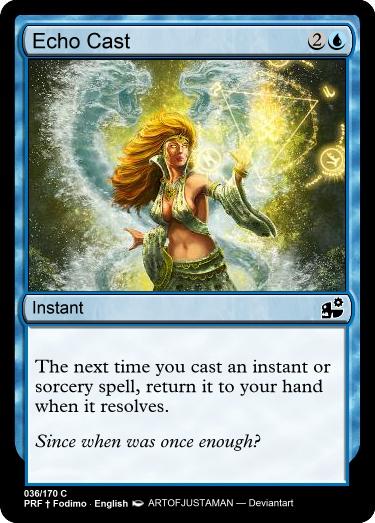 Echo Cast 2
Instant
The next time you cast an instant or
sorcery spell, return it to your hand
when it resolves.
Since when was once enough?
036/170 C
PRF † Fodimo · English ARTOFJUSTAMAN — Deviantart